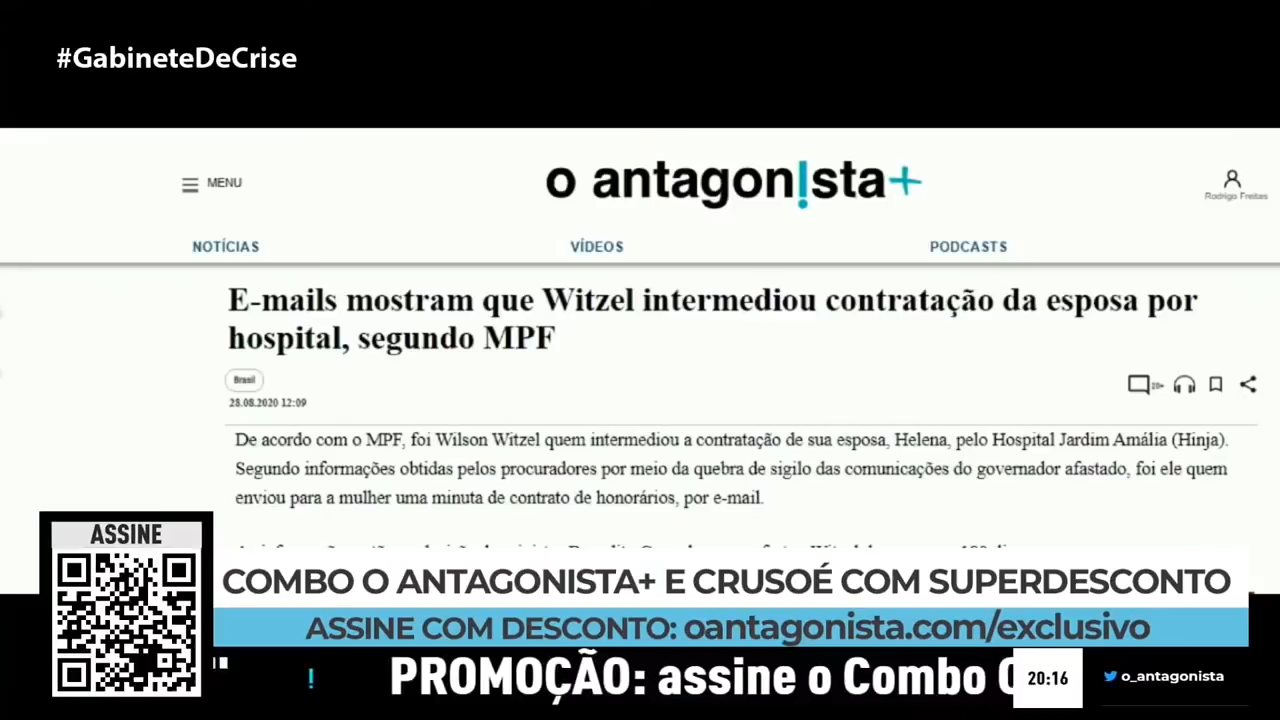 #GabineteDeCrise
MENU
o antagon!sta+
Rodrigo Freitas
NOTÍCIAS
VÍDEOS
PODCASTS
E-mails mostram que Witzel intermediou contratação da esposa por
hospital, segundo MPF
Brasil
20+
28.08.2020 12:09
De acordo com o MPF, foi Wilson Witzel quem intermediou a contratação de sua esposa, Helena, pelo Hospital Jardim Amália (Hinja).
Segundo informações obtidas pelos procuradores por meio da quebra de sigilo das comunicações do governador afastado, foi ele quem
enviou para a mulher uma minuta de contrato de honorários, por e-mail.
ASSINE
COMBO O ANTAGONISTA+ E CRUSOÉ COM SUPERDESCONTO
ASSINE COM DESCONTO: oantagonista.com/exclusivo
" ! PROMOÇÃO: assine o Combo
20:16
o_antagonista